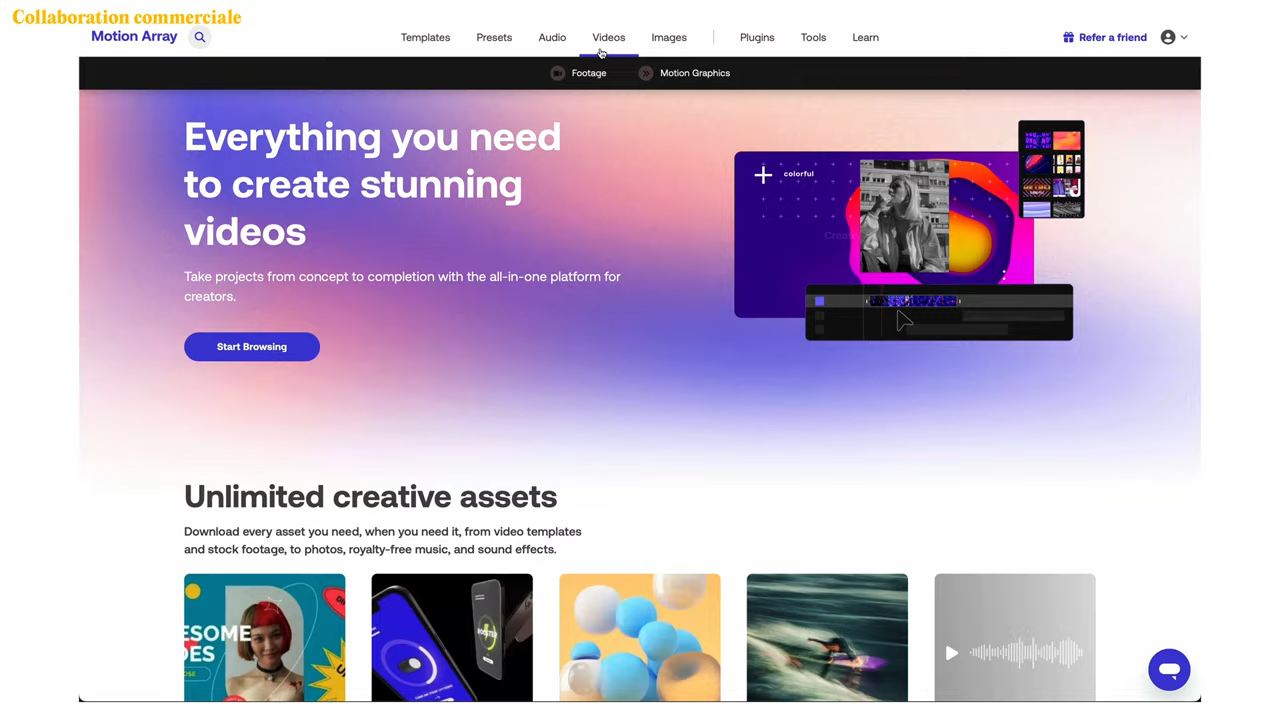 Collaboration commerciale
Motion Array
Templates
Presets
Audio
Videos
Images
Plugins
Tools
Learn
Refer a friend
Footage
Motion Graphics
Everything you need
to create stunning
videos
Take projects from concept to completion with the all-in-one platform for
creators.
Start Browsing
colorful
Unlimited creative assets
Download every asset you need, when you need it, from video templates
and stock footage, to photos, royalty-free music, and sound effects.